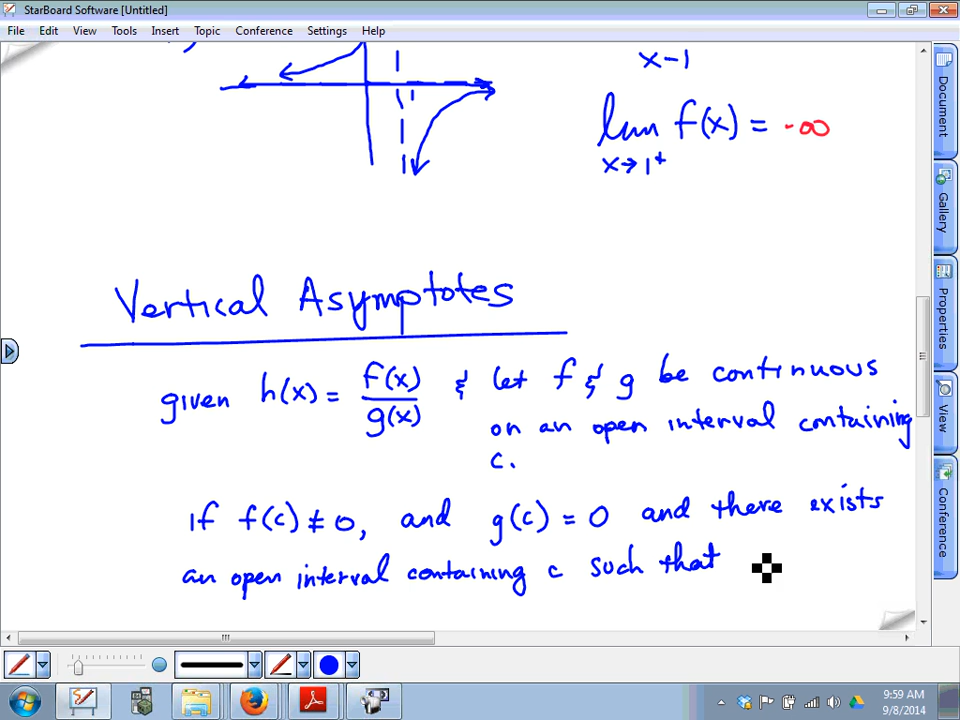 StarBoard Software [Untitled]
File Edit View Tools Insert Transform Conference Settings Help
x-1
lim f(x) = -∞
x→1⁺
Vertical Asymptotes
given h(x) = f(x)/g(x) & let f & g be continuous
on an open interval containing
c.
If f(c) ≠ 0, and g(c) = 0 and there exists
an open interval containing c such that
Document
Gallery
Properties
View
Conference
9:59 AM
9/8/2014